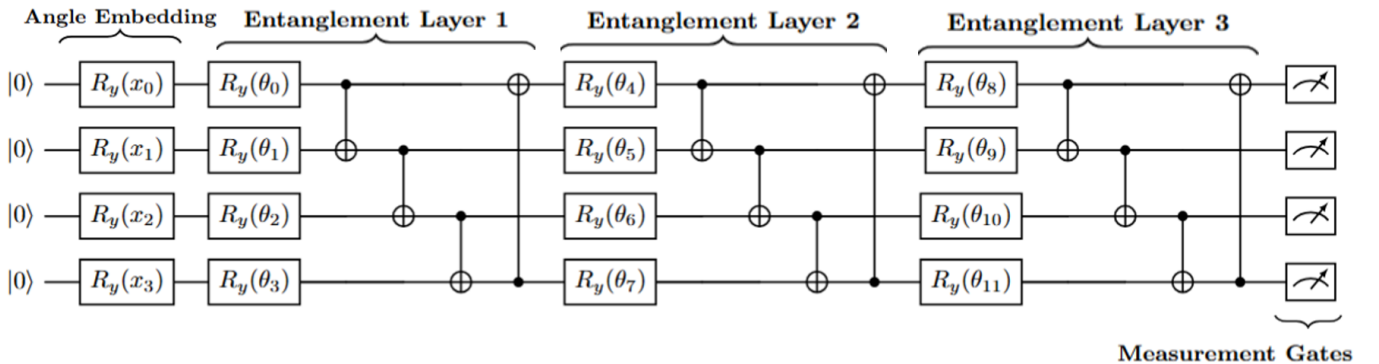 Angle Embedding Entanglement Layer 1 Entanglement Layer 2 Entanglement Layer 3
|0⟩ R_y(x_0) R_y(θ_0) R_y(θ_4) R_y(θ_8)
|0⟩ R_y(x_1) R_y(θ_1) R_y(θ_5) R_y(θ_9)
|0⟩ R_y(x_2) R_y(θ_2) R_y(θ_6) R_y(θ_10)
|0⟩ R_y(x_3) R_y(θ_3) R_y(θ_7) R_y(θ_11)
Measurement Gates